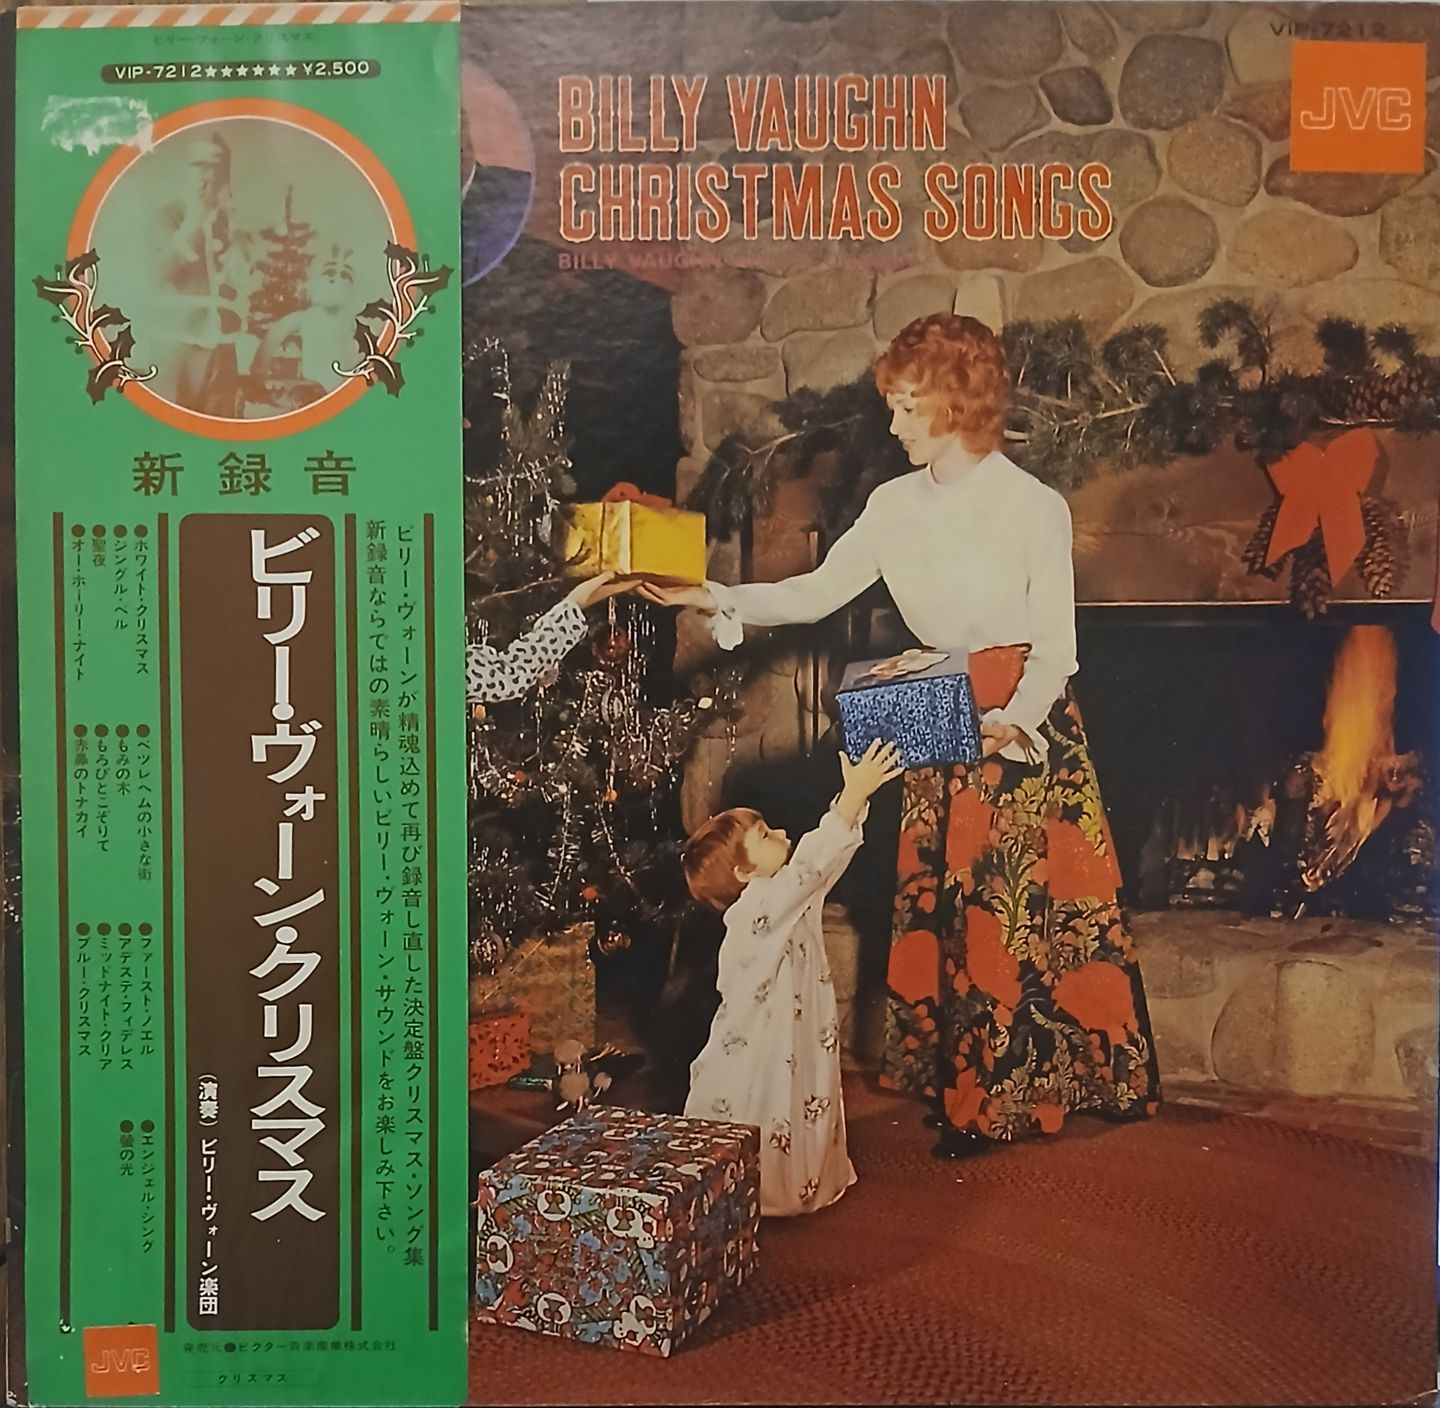 ビリー・ヴォーン・クリスマス
VIP-7212★★★★★★¥2,500
新録音
ビリー・ヴォーンが精魂込めて再び録音し直した決定盤クリスマス・ソング集
新録音ならではの素晴らしいビリー・ヴォーン・サウンドをお楽しみ下さい。
ビリー・ヴォーン・クリスマス
(演奏)ビリー・ヴォーン楽団
●ホワイト・クリスマス
●ジングル・ベル
●聖夜
●オー・ホーリー・ナイト
●ベツレヘムの小さな街
●もみの木
●もろびとこぞりて
●赤鼻のトナカイ
●ファースト・ノエル
●アデステ・フィデレス
●ミッドナイト・クリア
●ブルー・クリスマス
●エンジェル・シング
●螢の光
JVC
発売元●ビクター音楽産業株式会社
クリスマス
VIP-7212
JVC
BILLY VAUGHN
CHRISTMAS SONGS
BILLY VAUGHN